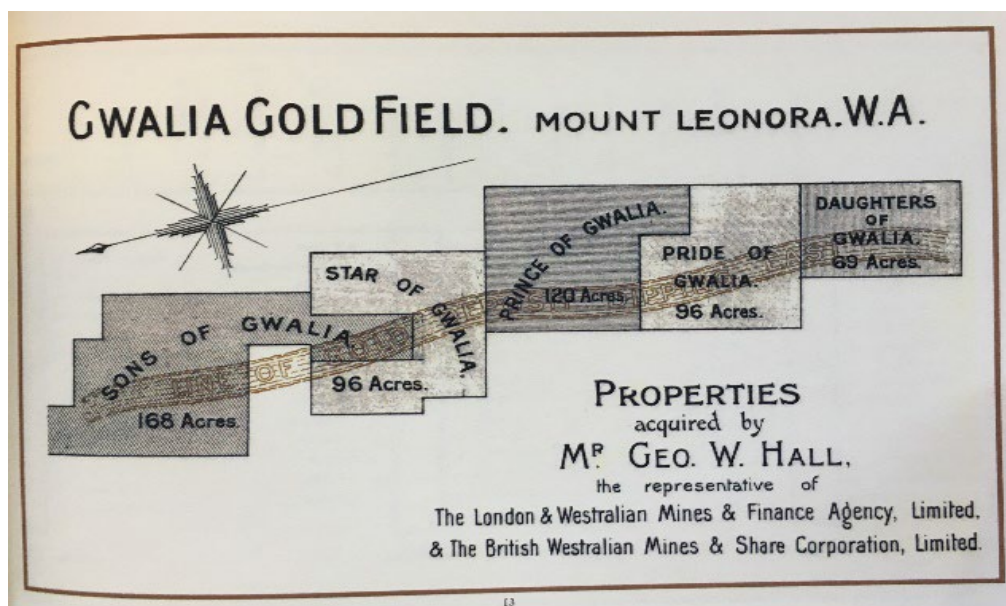 GWALIA GOLD FIELD. MOUNT LEONORA. W.A.
SONS OF GWALIA.
168 Acres.
STAR OF GWALIA.
96 Acres.
PRINCE OF GWALIA.
120 Acres.
PRIDE OF
GWALIA.
96 Acres.
DAUGHTERS
OF
GWALIA.
69 Acres.
LINE OF
PROPERTIES
acquired by
MR. GEO. W. HALL,
the representative of
The London & Westralian Mines & Finance Agency, Limited,
& The British Westralian Mines & Share Corporation, Limited.